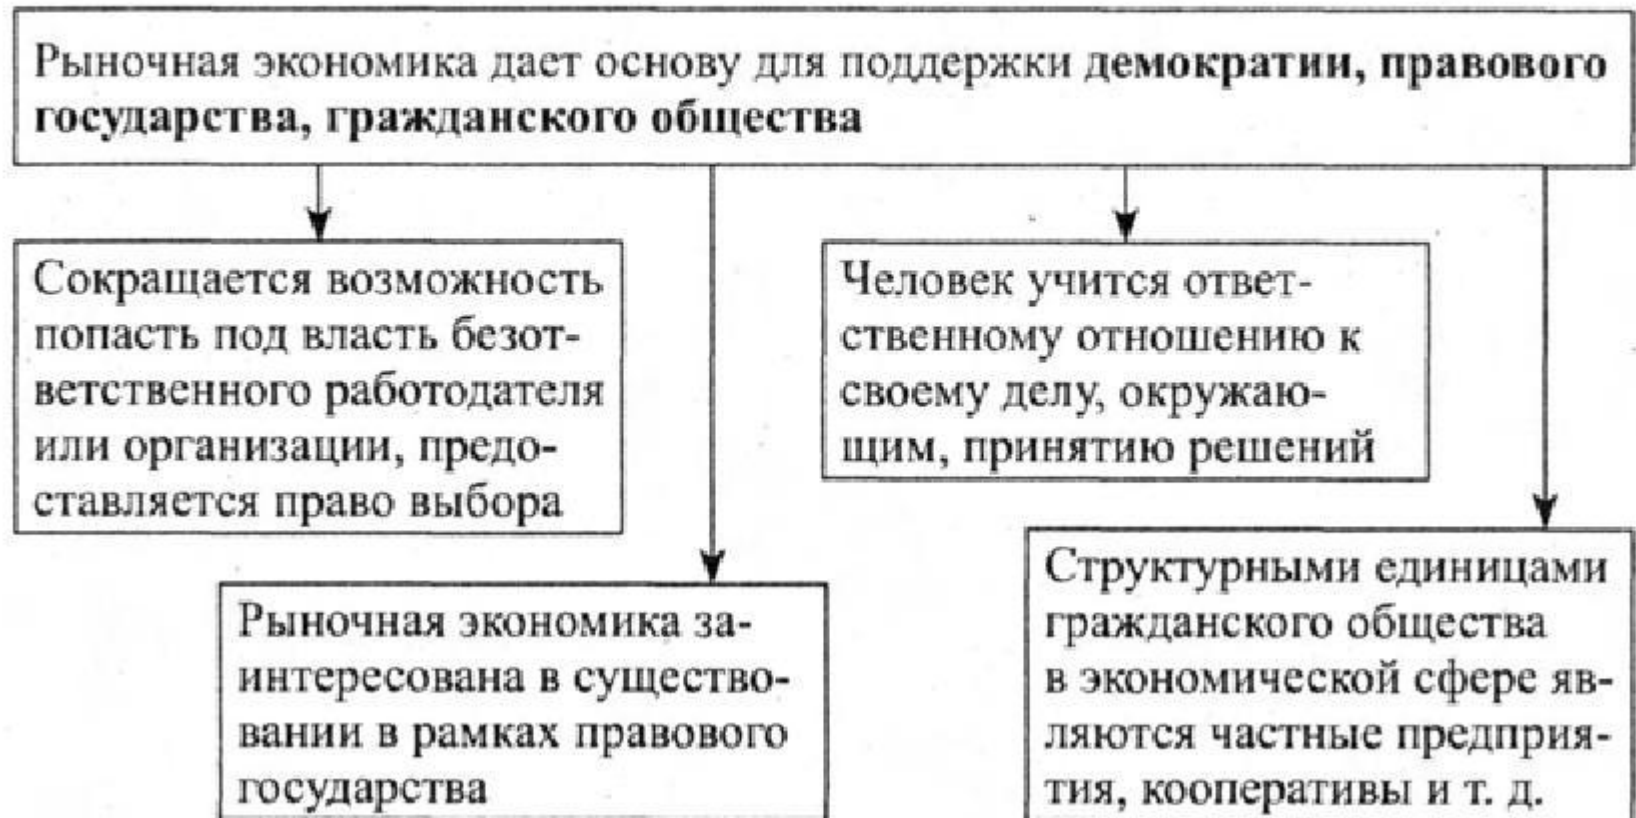 Рыночная экономика дает основу для поддержки демократии, правового
государства, гражданского общества
Сокращается возможность
попасть под власть безот-
ветственного работодателя
или организации, предо-
ставляется право выбора
Рыночная экономика за-
интересована в существо-
вании в рамках правового
государства
Человек учится ответ-
ственному отношению к
своему делу, окружаю-
щим, принятию решений
Структурными единицами
гражданского общества
в экономической сфере яв-
ляются частные предприя-
тия, кооперативы и т. д.